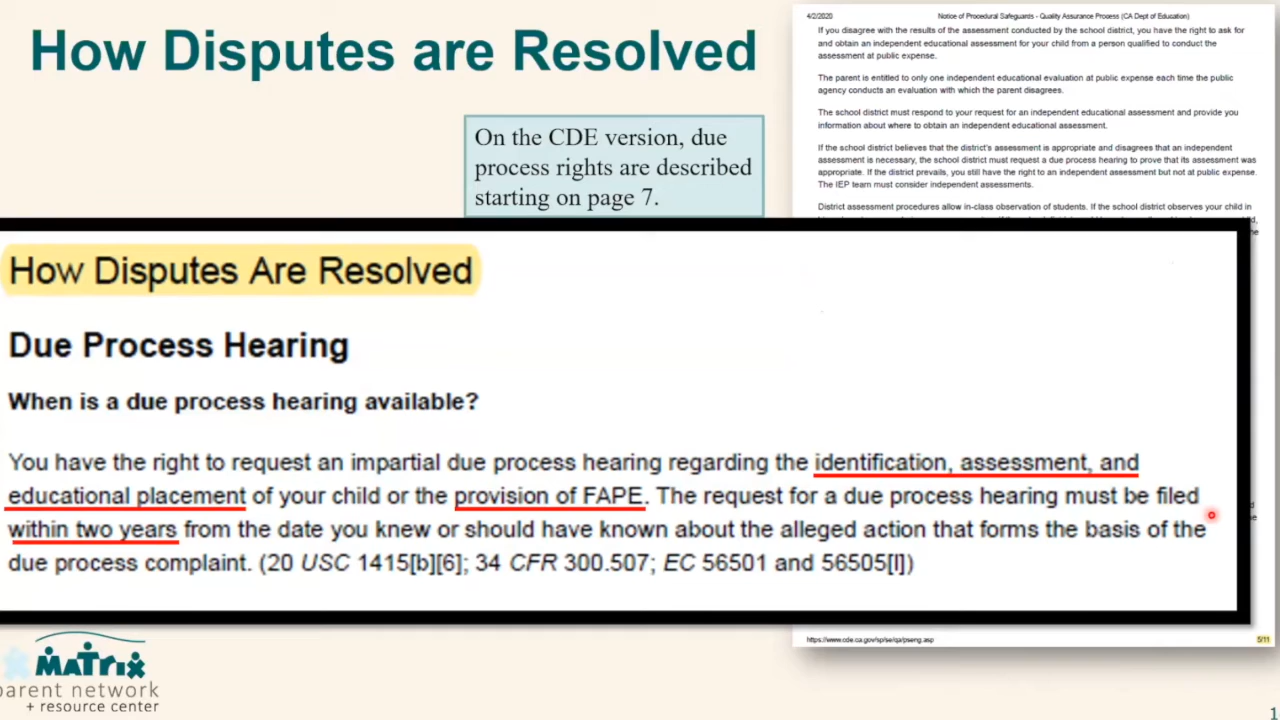 How Disputes are Resolved
On the CDE version, due
process rights are described
starting on page 7.
4/2/2020 Notice of Procedural Safeguards - Quality Assurance Process (CA Dept of Education)
If you disagree with the results of the assessment conducted by the school district, you have the right to ask for
and obtain an independent educational assessment for your child from a person qualified to conduct the
assessment at public expense.
The parent is entitled to only one independent educational evaluation at public expense each time the public
agency conducts an evaluation with which the parent disagrees.
The school district must respond to your request for an independent educational assessment and provide you
information about where to obtain an independent educational assessment.
If the school district believes that the district's assessment is appropriate and disagrees that an independent
assessment is necessary, the school district must request a due process hearing to prove that its assessment was
appropriate. If the district prevails, you still have the right to an independent assessment but not at public expense.
The IEP team must consider independent assessments.
District assessment procedures allow in-class observation of students. If the school district observes your child in
How Disputes Are Resolved
Due Process Hearing
When is a due process hearing available?
You have the right to request an impartial due process hearing regarding the identification, assessment, and
educational placement of your child or the provision of FAPE. The request for a due process hearing must be filed
within two years from the date you knew or should have known about the alleged action that forms the basis of the
due process complaint. (20 USC 1415[b][6]; 34 CFR 300.507; EC 56501 and 56505[l])
https://www.cde.ca.gov/sp/se/qa/pseng.asp 5/11
MATRIX
parent network
+ resource center
1